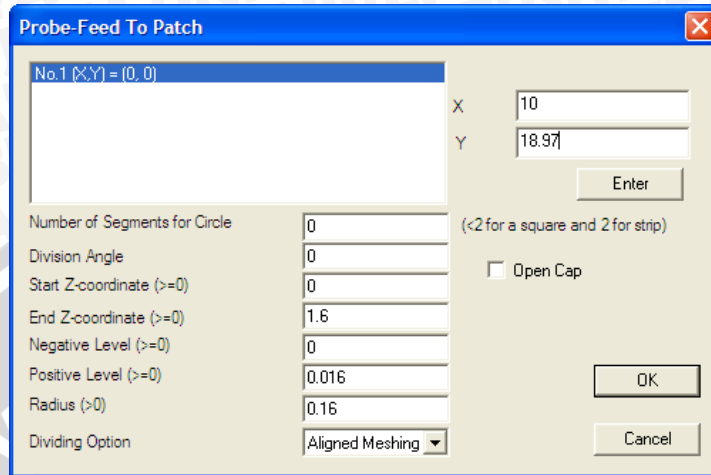 Probe-Feed To Patch
No.1 (X,Y) = (0, 0)
X 10
Y 18.97
Enter
Number of Segments for Circle 0 (<2 for a square and 2 for strip)
Division Angle 0
Open Cap
Start Z-coordinate (>=0) 0
End Z-coordinate (>=0) 1.6
Negative Level (>=0) 0
Positive Level (>=0) 0.016
OK
Radius (>0) 0.16
Dividing Option Aligned Meshing
Cancel